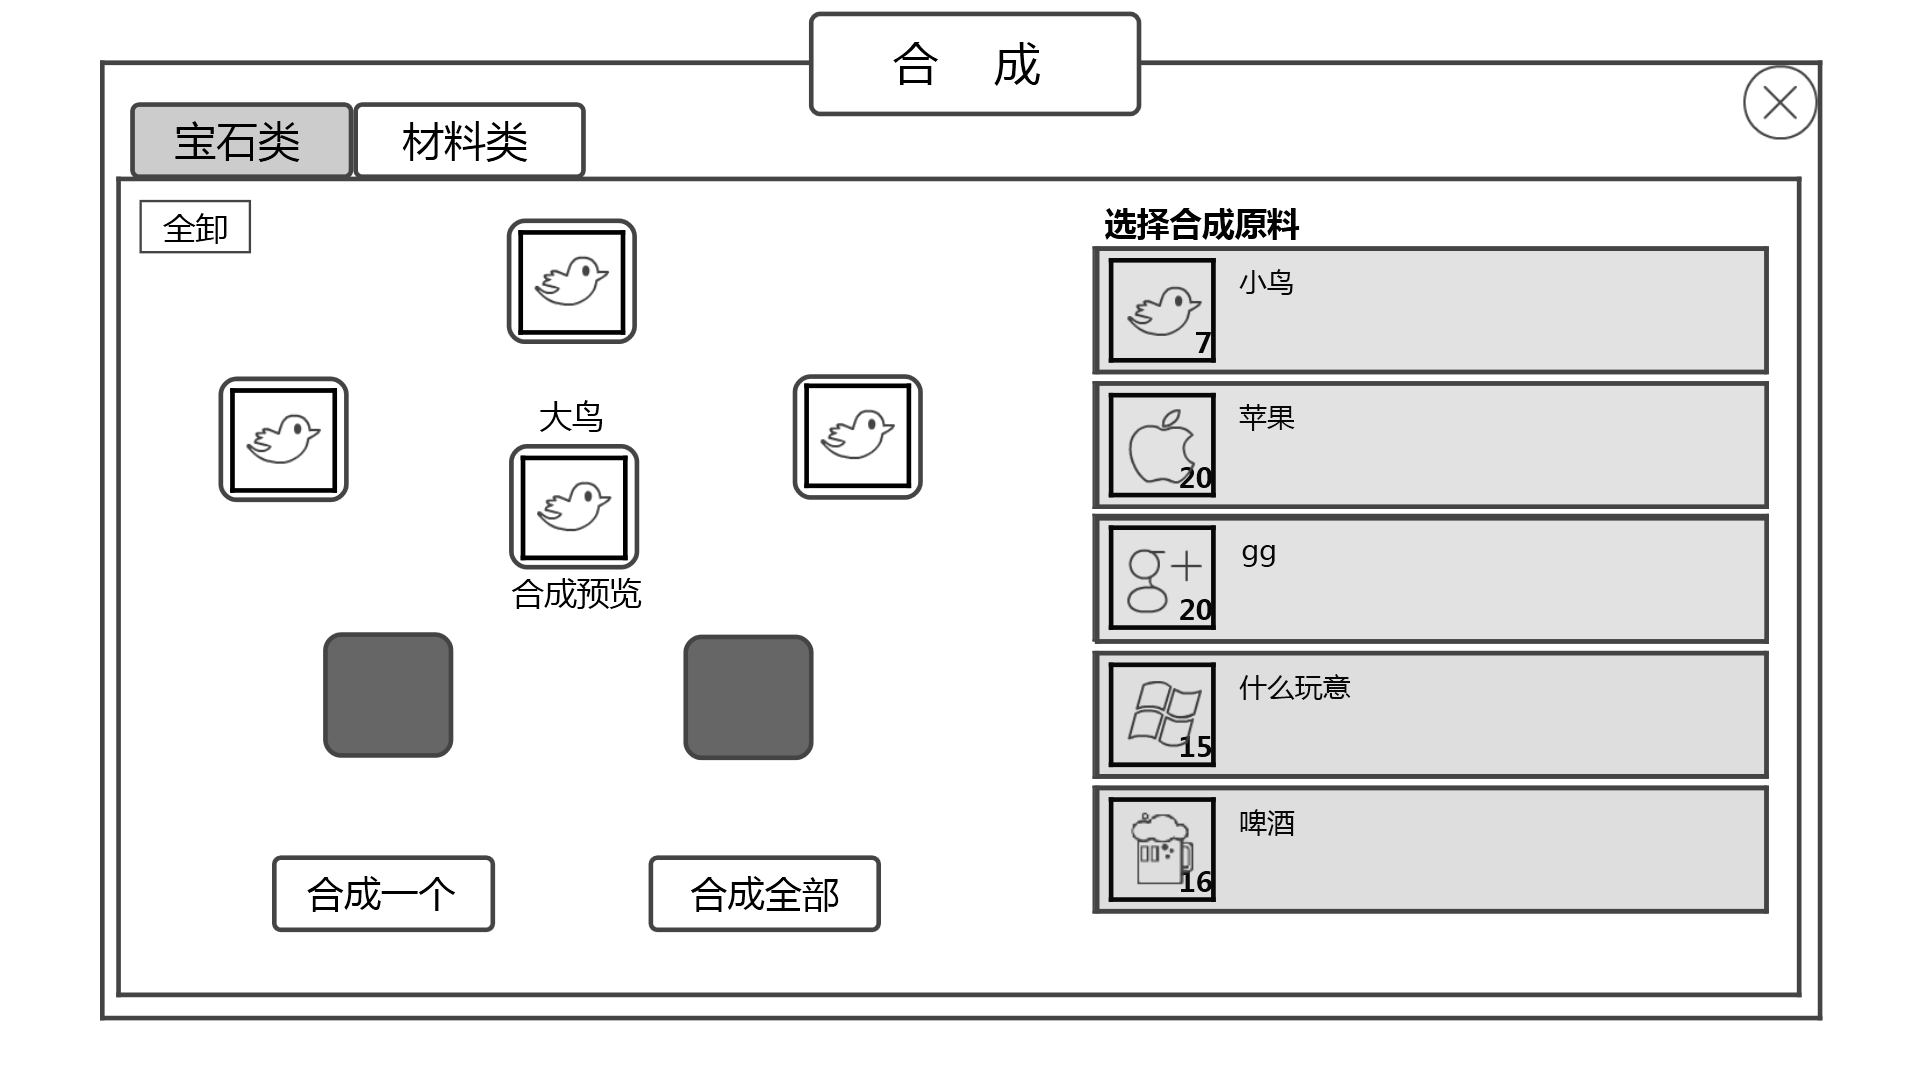 合 成
宝石类
材料类
全卸
大鸟
合成预览
合成一个
合成全部
选择合成原料
小鸟
7
苹果
20
gg
g+
20
什么玩意
15
啤酒
16